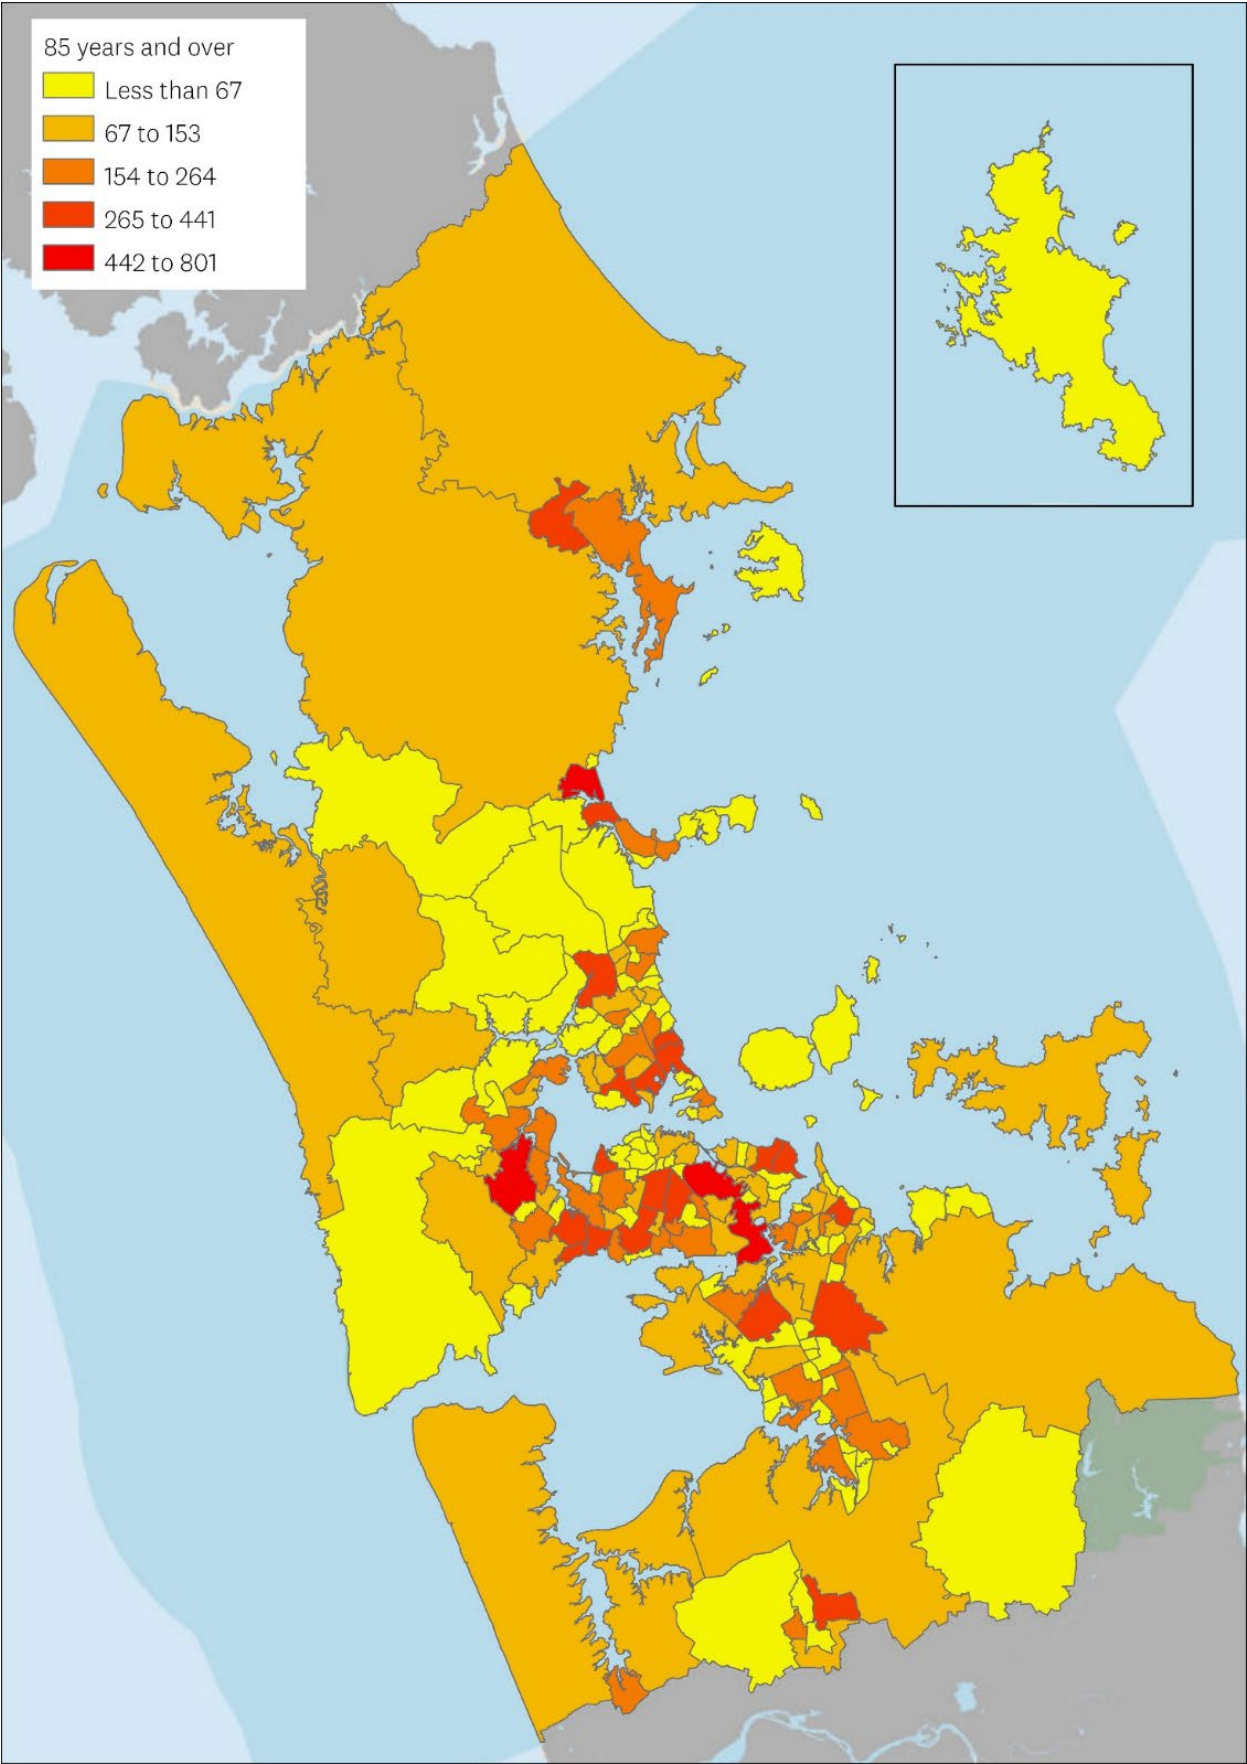 85 years and over
Less than 67
67 to 153
154 to 264
265 to 441
442 to 801